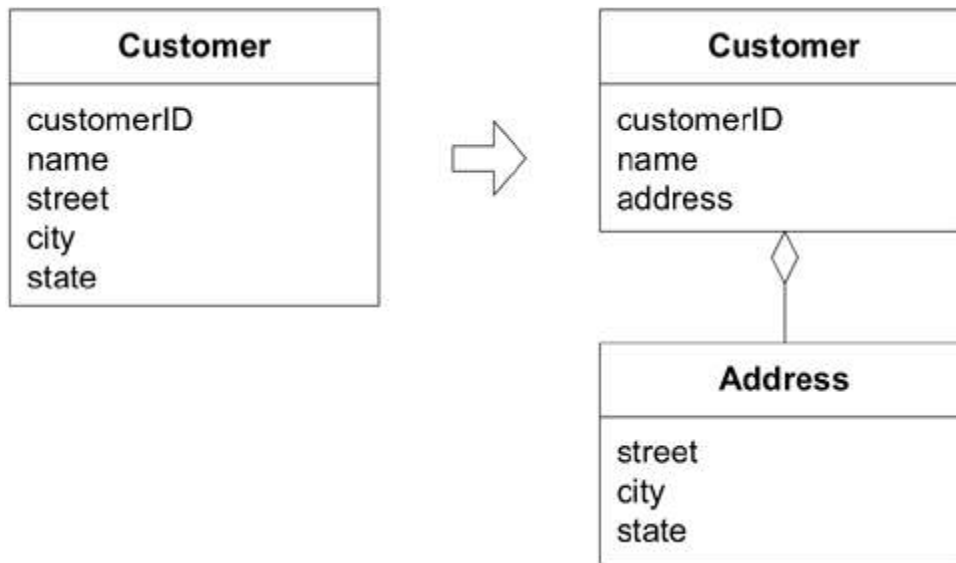 Customer
customerID
name
street
city
state
Customer
customerID
name
address
Address
street
city
state